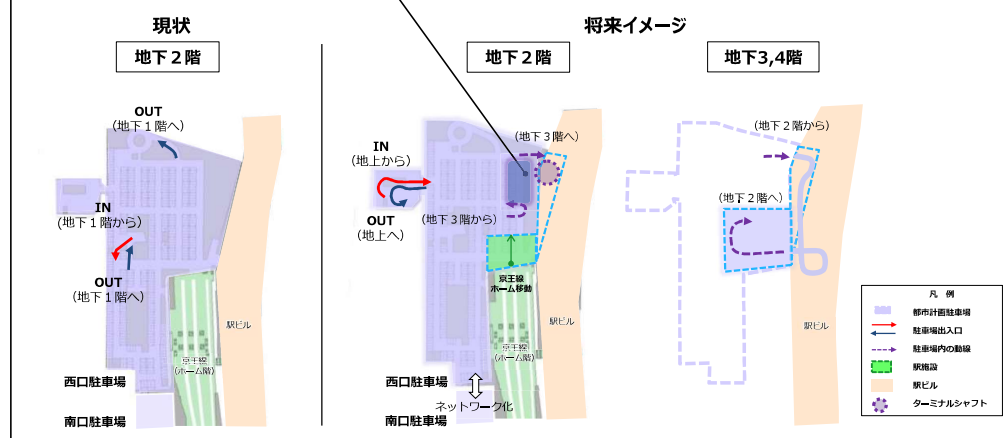 現状
地下２階
OUT
（地下１階へ）
IN
（地下１階から）
OUT
（地下１階へ）
駅ビル
京王線
（ホーム階）
西口駐車場
南口駐車場
将来イメージ
地下２階
IN
（地上から）
OUT
（地上へ）
（地下３階へ）
（地下３階から）
京王線
ホーム移動
駅ビル
京王線
（ホーム階）
西口駐車場
ネットワーク化
南口駐車場
地下3,4階
（地下２階から）
（地下２階へ）
駅ビル
凡 例
都市計画駐車場
駐車場出入口
駐車場内の動線
駅施設
駅ビル
ターミナルシャフト